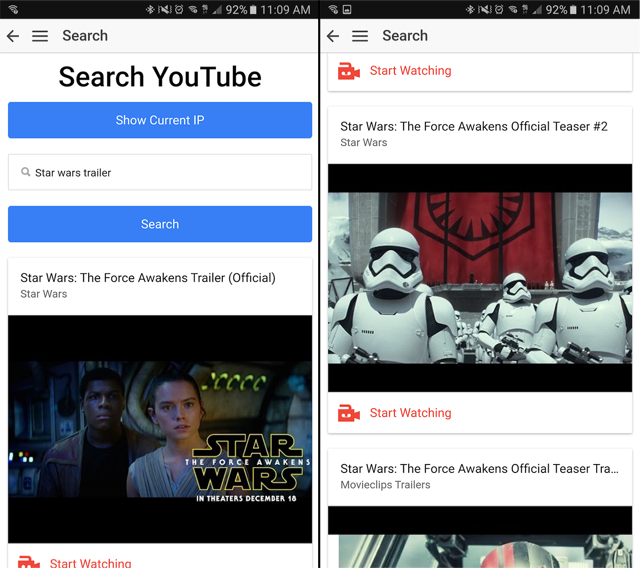 92% 11:09 AM
Search
Search YouTube
Show Current IP
Star wars trailer
Search
Star Wars: The Force Awakens Trailer (Official)
Star Wars
STAR
THE FORCE AWAKENS
WARS
IN THEATERS DECEMBER 18
Start Watching
92% 11:09 AM
Search
Start Watching
Star Wars: The Force Awakens Official Teaser #2
Star Wars
Start Watching
Star Wars: The Force Awakens Official Teaser Tra...
Movieclips Trailers